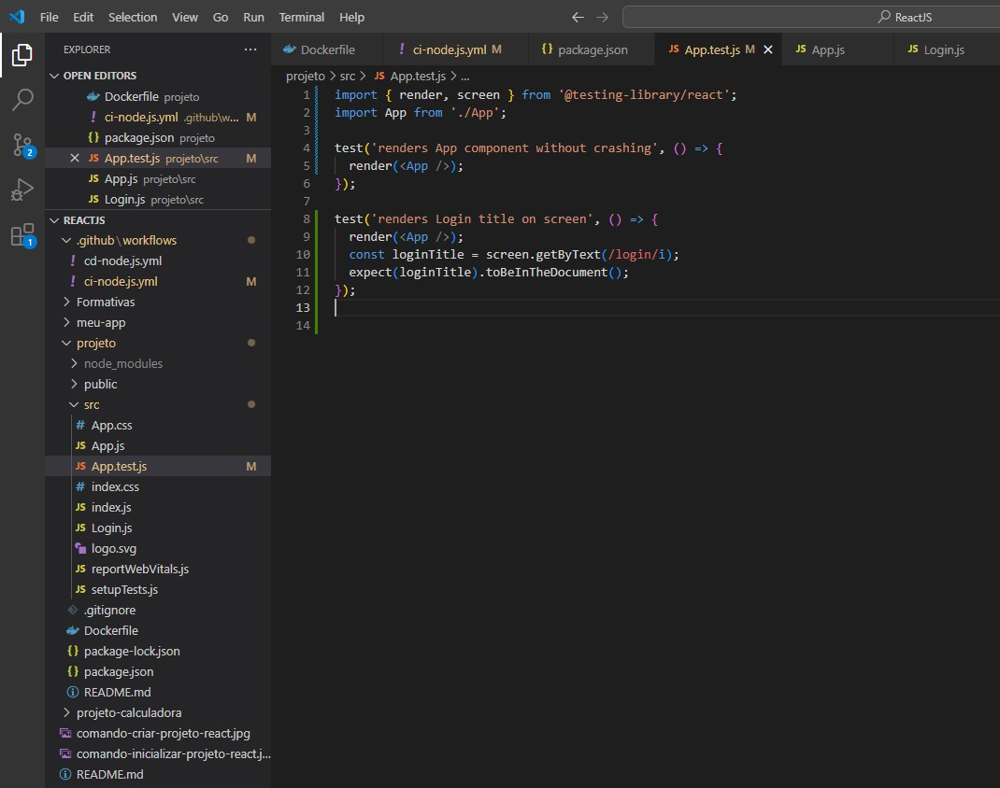 File Edit Selection View Go Run Terminal Help
ReactJS
EXPLORER
OPEN EDITORS
Dockerfile projeto
ci-node.js.yml .github\w... M
package.json projeto
App.test.js projeto\src M
App.js projeto\src
Login.js projeto\src
REACTJS
.github\workflows
cd-node.js.yml
ci-node.js.yml M
Formativas
meu-app
projeto
node_modules
public
src
App.css
App.js
App.test.js M
index.css
index.js
Login.js
logo.svg
reportWebVitals.js
setupTests.js
.gitignore
Dockerfile
package-lock.json
package.json
README.md
projeto-calculadora
comando-criar-projeto-react.jpg
comando-inicializar-projeto-react.j...
README.md
2
1
Dockerfile ! ci-node.js.yml M {} package.json JS App.test.js M JS App.js JS Login.js
projeto > src > JS App.test.js > ...
1 import { render, screen } from '@testing-library/react';
2 import App from './App';
3
4 test('renders App component without crashing', () => {
5   render(<App />);
6 });
7
8 test('renders Login title on screen', () => {
9   render(<App />);
10   const loginTitle = screen.getByText(/login/i);
11   expect(loginTitle).toBeInTheDocument();
12 });
13
14